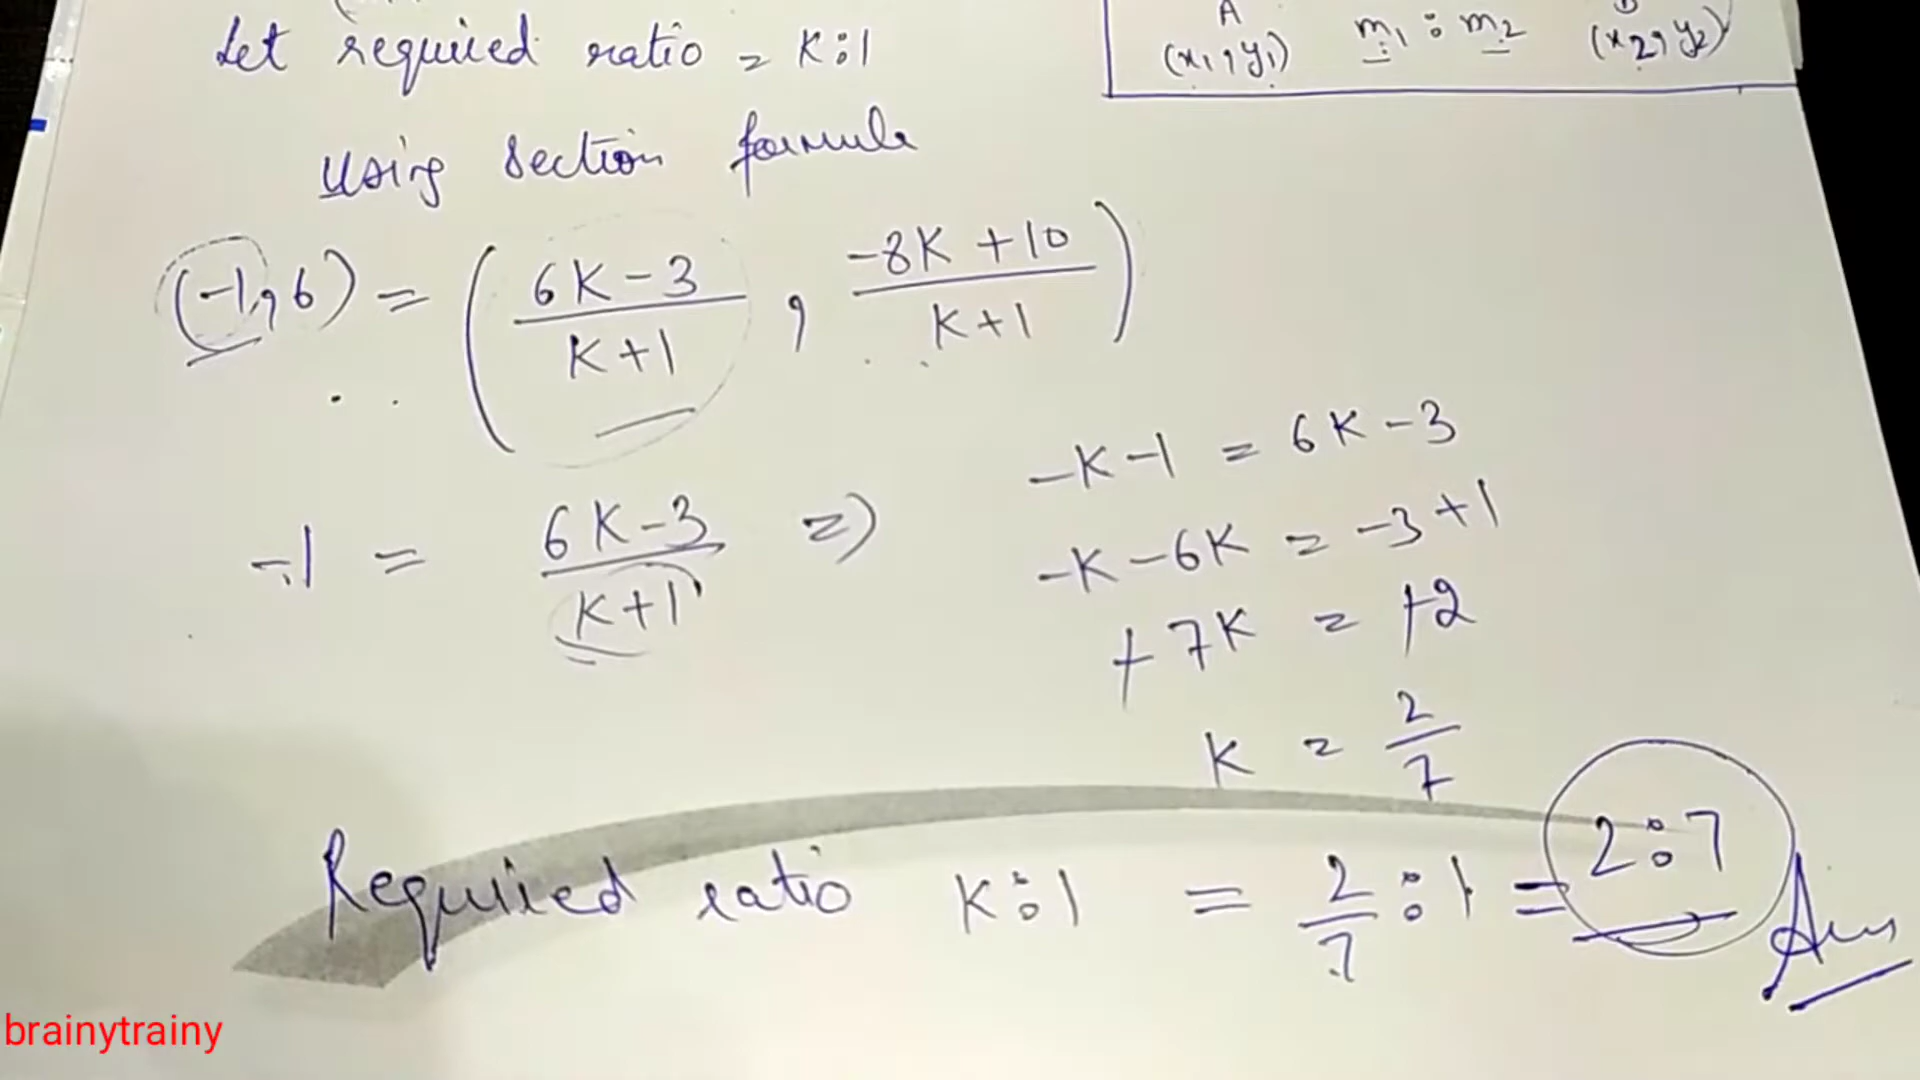 A m₁ : m₂ B
(x₁, y₁) (x₂, y₂)
Let required ratio = K:1
Using section formula
(-1, 6) = ( 6K-3 / K+1 , -8K+10 / K+1 )
-1 = 6K-3 / K+1 =>
-K-1 = 6K-3
-K-6K = -3+1
+7K = +2
K = 2/7
Required ratio K:1 = 2/7 : 1 = 2:7 Ans
brainytrainy